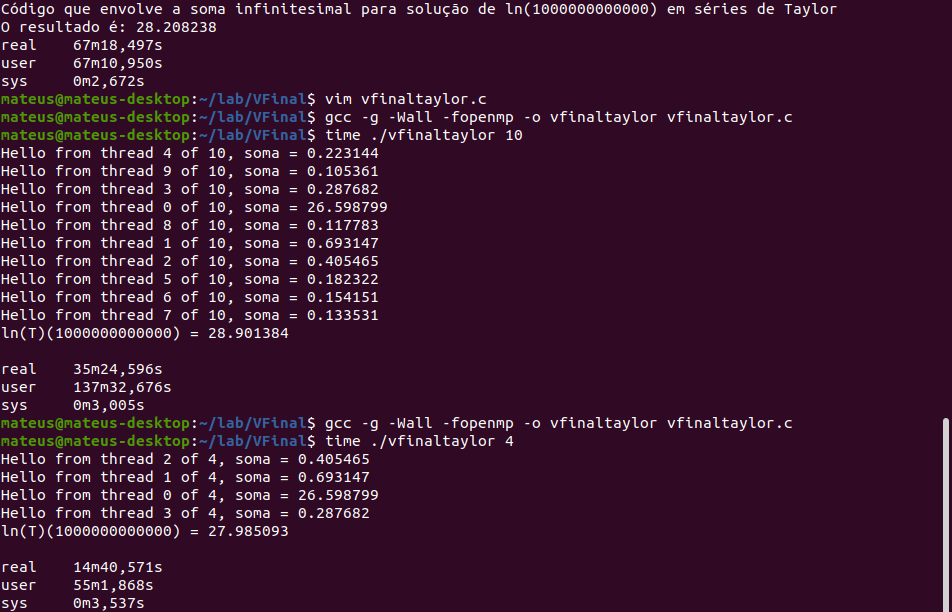 Código que envolve a soma infinitesimal para solução de ln(1000000000000) em séries de Taylor
O resultado é: 28.208238
real    67m18,497s
user    67m10,950s
sys     0m2,672s
mateus@mateus-desktop:~/lab/VFinal$ vim vfinaltaylor.c
mateus@mateus-desktop:~/lab/VFinal$ gcc -g -Wall -fopenmp -o vfinaltaylor vfinaltaylor.c
mateus@mateus-desktop:~/lab/VFinal$ time ./vfinaltaylor 10
Hello from thread 4 of 10, soma = 0.223144
Hello from thread 9 of 10, soma = 0.105361
Hello from thread 3 of 10, soma = 0.287682
Hello from thread 0 of 10, soma = 26.598799
Hello from thread 8 of 10, soma = 0.117783
Hello from thread 1 of 10, soma = 0.693147
Hello from thread 2 of 10, soma = 0.405465
Hello from thread 5 of 10, soma = 0.182322
Hello from thread 6 of 10, soma = 0.154151
Hello from thread 7 of 10, soma = 0.133531
ln(T)(1000000000000) = 28.901384
real    35m24,596s
user    137m32,676s
sys     0m3,005s
mateus@mateus-desktop:~/lab/VFinal$ gcc -g -Wall -fopenmp -o vfinaltaylor vfinaltaylor.c
mateus@mateus-desktop:~/lab/VFinal$ time ./vfinaltaylor 4
Hello from thread 2 of 4, soma = 0.405465
Hello from thread 1 of 4, soma = 0.693147
Hello from thread 0 of 4, soma = 26.598799
Hello from thread 3 of 4, soma = 0.287682
ln(T)(1000000000000) = 27.985093
real    14m40,571s
user    55m1,868s
sys     0m3,537s